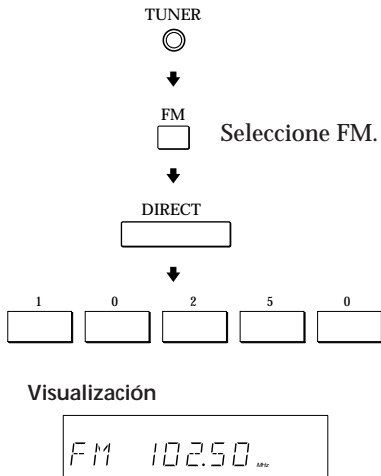 TUNER
FM
Seleccione FM.
DIRECT
1 0 2 5 0
Visualización
FM 102.50 MHz